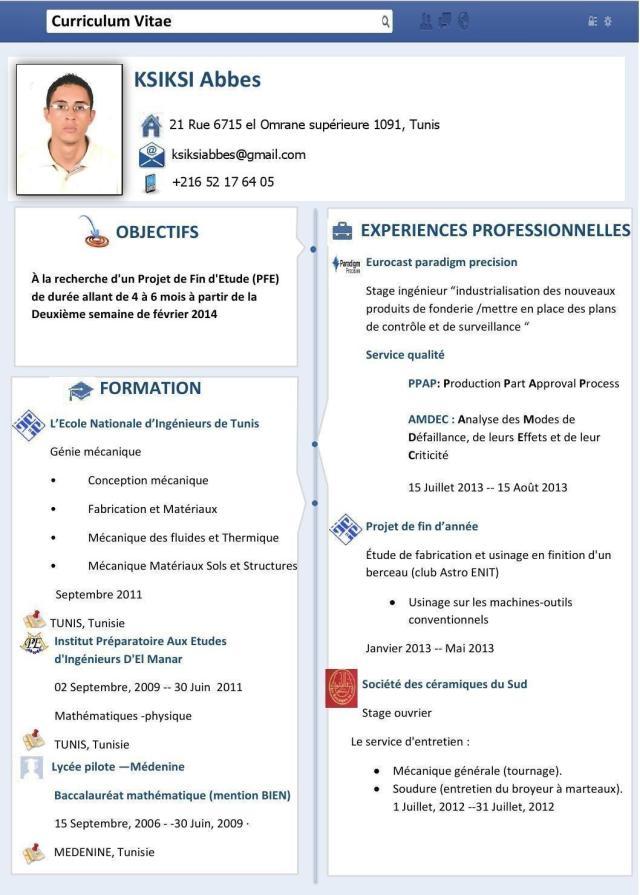 Curriculum Vitae
KSIKSI Abbes
21 Rue 6715 el Omrane supérieure 1091, Tunis
ksiksiabbes@gmail.com
+216 52 17 64 05
OBJECTIFS
À la recherche d'un Projet de Fin d'Etude (PFE)
de durée allant de 4 à 6 mois à partir de la
Deuxième semaine de février 2014
FORMATION
L'Ecole Nationale d'Ingénieurs de Tunis
Génie mécanique
• Conception mécanique
• Fabrication et Matériaux
• Mécanique des fluides et Thermique
• Mécanique Matériaux Sols et Structures
Septembre 2011
TUNIS, Tunisie
Institut Préparatoire Aux Etudes
d'Ingénieurs D'El Manar
02 Septembre, 2009 -- 30 Juin 2011
Mathématiques -physique
TUNIS, Tunisie
Lycée pilote —Médenine
Baccalauréat mathématique (mention BIEN)
15 Septembre, 2006 - -30 Juin, 2009 ·
MEDENINE, Tunisie
EXPERIENCES PROFESSIONNELLES
Paradigm
Precision
Eurocast paradigm precision
Stage ingénieur "industrialisation des nouveaux
produits de fonderie /mettre en place des plans
de contrôle et de surveillance "
Service qualité
PPAP: Production Part Approval Process
AMDEC : Analyse des Modes de
Défaillance, de leurs Effets et de leur
Criticité
15 Juillet 2013 -- 15 Août 2013
Projet de fin d'année
Étude de fabrication et usinage en finition d'un
berceau (club Astro ENIT)
• Usinage sur les machines-outils
conventionnels
Janvier 2013 -- Mai 2013
Société des céramiques du Sud
Stage ouvrier
Le service d'entretien :
• Mécanique générale (tournage).
• Soudure (entretien du broyeur à marteaux).
1 Juillet, 2012 --31 Juillet, 2012